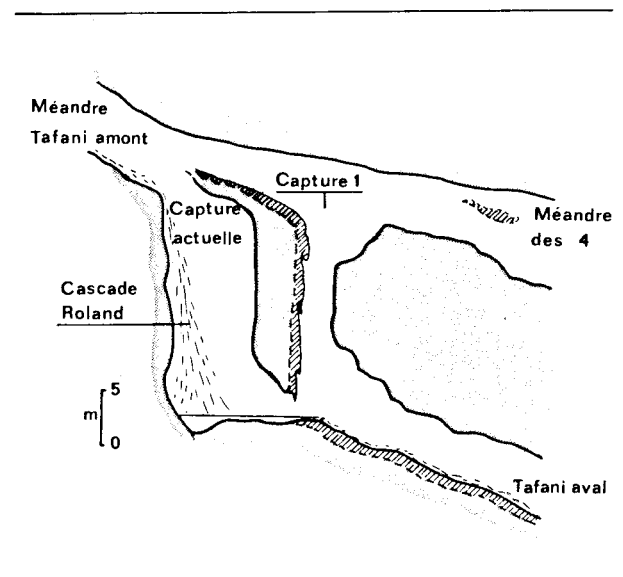 Méandre
Tafani amont
Capture 1
Capture
actuelle
Méandre
des 4
Cascade
Roland
5
m
0
Tafani aval